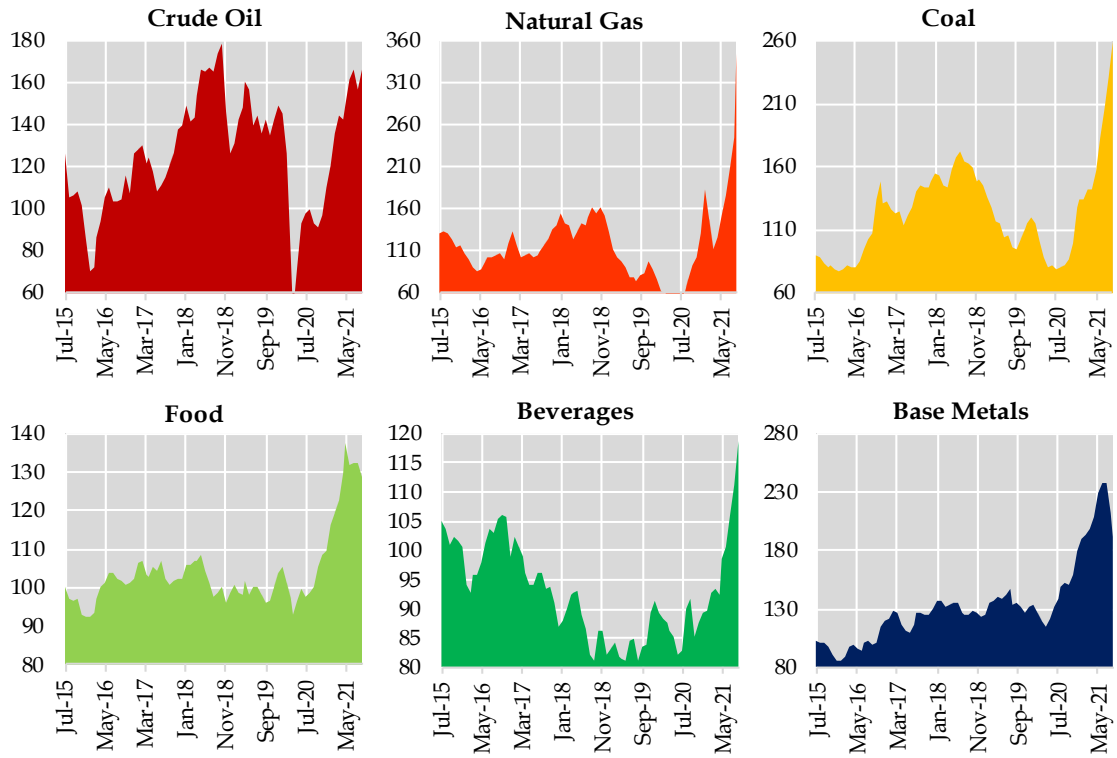 Crude Oil
180
160
140
120
100
80
60
Jul-15
May-16
Mar-17
Jan-18
Nov-18
Sep-19
Jul-20
May-21
Natural Gas
360
310
260
210
160
110
60
Jul-15
May-16
Mar-17
Jan-18
Nov-18
Sep-19
Jul-20
May-21
Coal
260
210
160
110
60
Jul-15
May-16
Mar-17
Jan-18
Nov-18
Sep-19
Jul-20
May-21
Food
140
130
120
110
100
90
80
Jul-15
May-16
Mar-17
Jan-18
Nov-18
Sep-19
Jul-20
May-21
Beverages
120
115
110
105
100
95
90
85
80
Jul-15
May-16
Mar-17
Jan-18
Nov-18
Sep-19
Jul-20
May-21
Base Metals
280
230
180
130
80
Jul-15
May-16
Mar-17
Jan-18
Nov-18
Sep-19
Jul-20
May-21